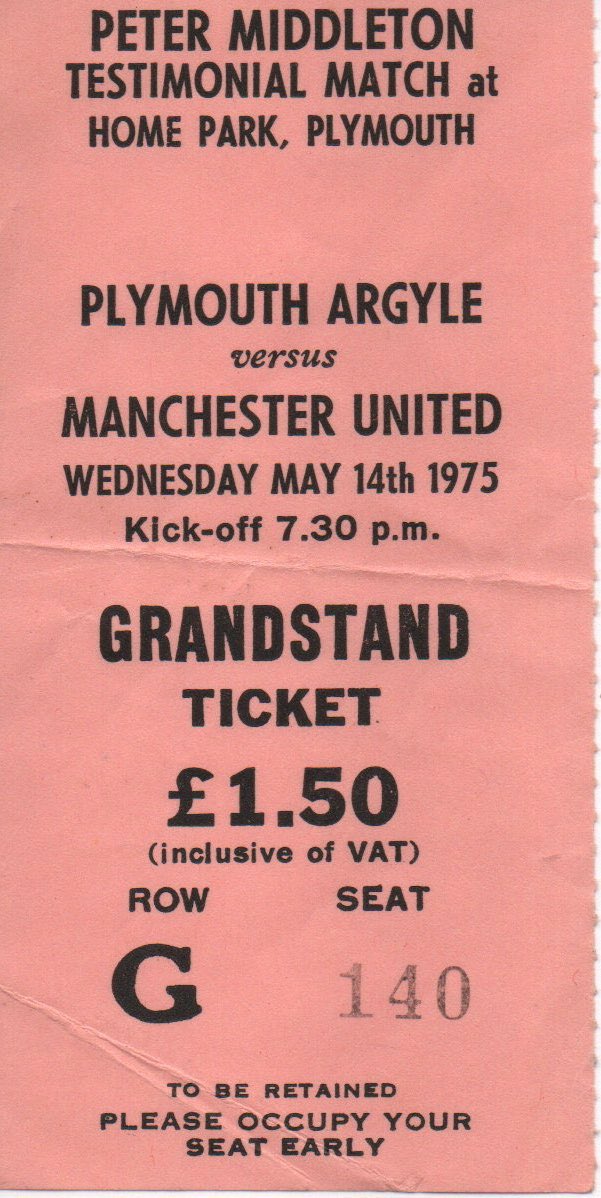 PETER MIDDLETON
TESTIMONIAL MATCH at
HOME PARK, PLYMOUTH
PLYMOUTH ARGYLE
versus
MANCHESTER UNITED
WEDNESDAY MAY 14th 1975
Kick-off 7.30 p.m.
GRANDSTAND
TICKET
£1.50
(inclusive of VAT)
ROW SEAT
G 140
TO BE RETAINED
PLEASE OCCUPY YOUR
SEAT EARLY